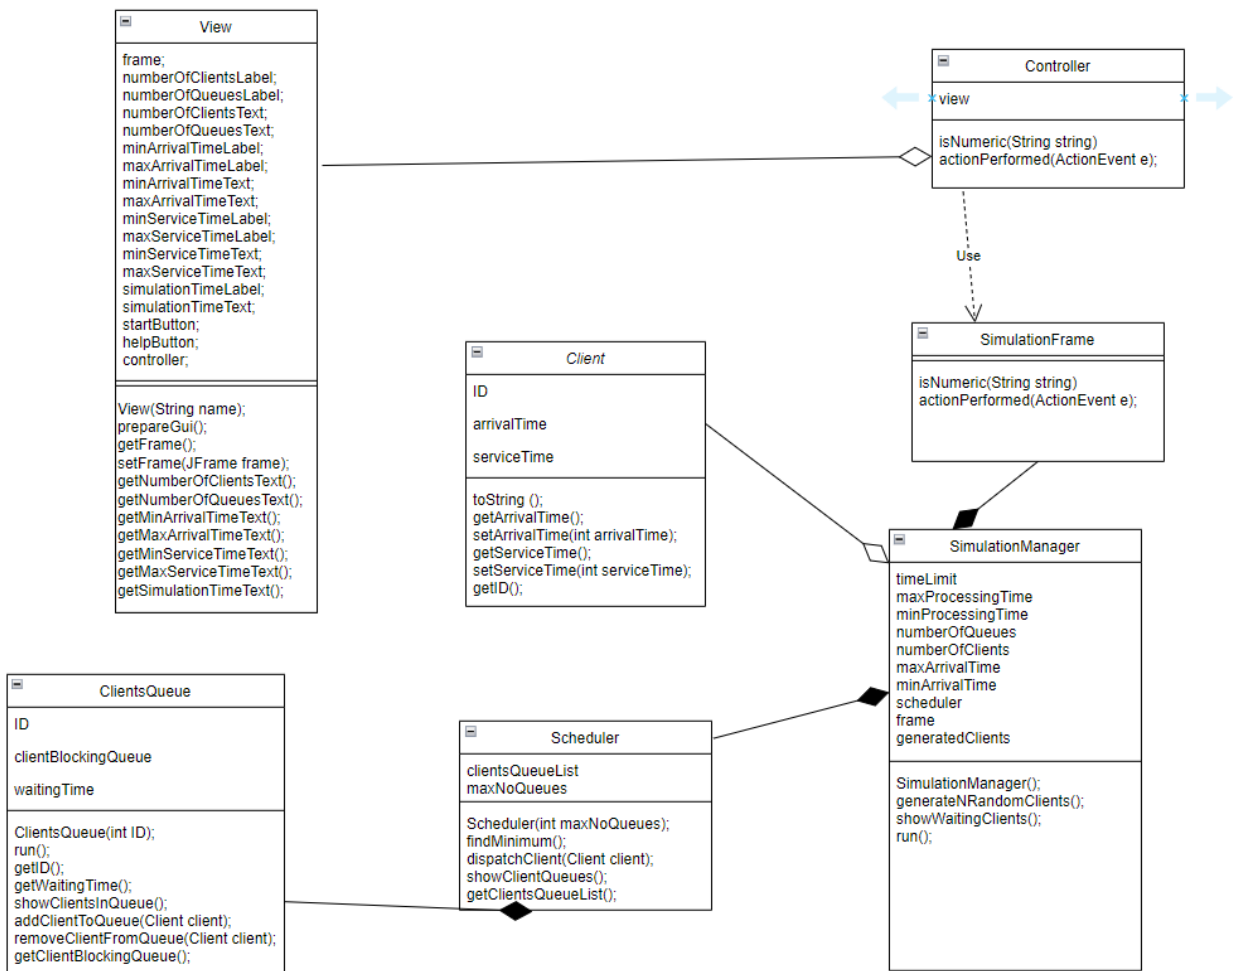 View
frame;
numberOfClientsLabel;
numberOfQueuesLabel;
numberOfClientsText;
numberOfQueuesText;
minArrivalTimeLabel;
maxArrivalTimeLabel;
minArrivalTimeText;
maxArrivalTimeText;
minServiceTimeLabel;
maxServiceTimeLabel;
minServiceTimeText;
maxServiceTimeText;
simulationTimeLabel;
simulationTimeText;
startButton;
helpButton;
controller;
View(String name);
prepareGui();
getFrame();
setFrame(JFrame frame);
getNumberOfClientsText();
getNumberOfQueuesText();
getMinArrivalTimeText();
getMaxArrivalTimeText();
getMinServiceTimeText();
getMaxServiceTimeText();
getSimulationTimeText();
Controller
view
isNumeric(String string)
actionPerformed(ActionEvent e);
Use
SimulationFrame
isNumeric(String string)
actionPerformed(ActionEvent e);
Client
ID
arrivalTime
serviceTime
toString ();
getArrivalTime();
setArrivalTime(int arrivalTime);
getServiceTime();
setServiceTime(int serviceTime);
getID();
SimulationManager
timeLimit
maxProcessingTime
minProcessingTime
numberOfQueues
numberOfClients
maxArrivalTime
minArrivalTime
scheduler
frame
generatedClients
SimulationManager();
generateNRandomClients();
showWaitingClients();
run();
ClientsQueue
ID
clientBlockingQueue
waitingTime
ClientsQueue(int ID);
run();
getID();
getWaitingTime();
showClientsInQueue();
addClientToQueue(Client client);
removeClientFromQueue(Client client);
getClientBlockingQueue();
Scheduler
clientsQueueList
maxNoQueues
Scheduler(int maxNoQueues);
findMinimum();
dispatchClient(Client client);
showClientQueues();
getClientsQueueList();